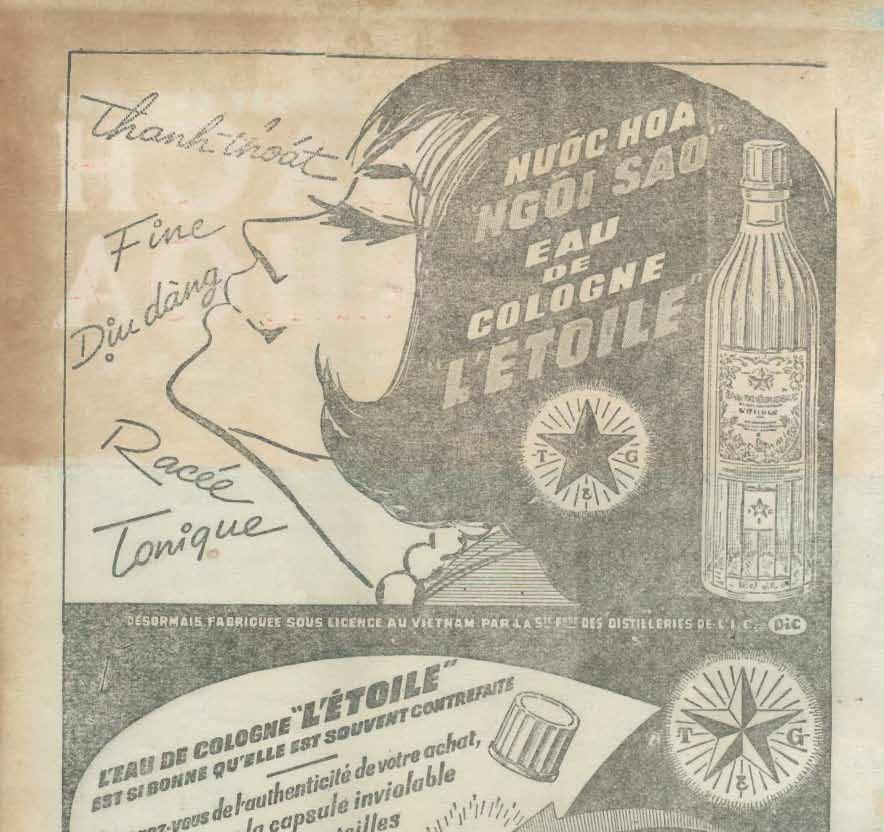 Thanh-thoát
Fine
Dịu dàng
Racée
Tonique
NƯỚC HOA
"NGÔI SAO"
EAU
DE
COLOGNE
"L'ÉTOILE"
T G
&
DÉSORMAIS FABRIQUÉE SOUS LICENCE AU VIETNAM PAR LA Sté Fse DES DISTILLERIES DE L'I. C. DIC
L'EAU DE COLOGNE "L'ÉTOILE"
EST SI BONNE QU'ELLE EST SOUVENT CONTREFAITE
de l'authenticité de votre achat,
la capsule inviolable
T G
&